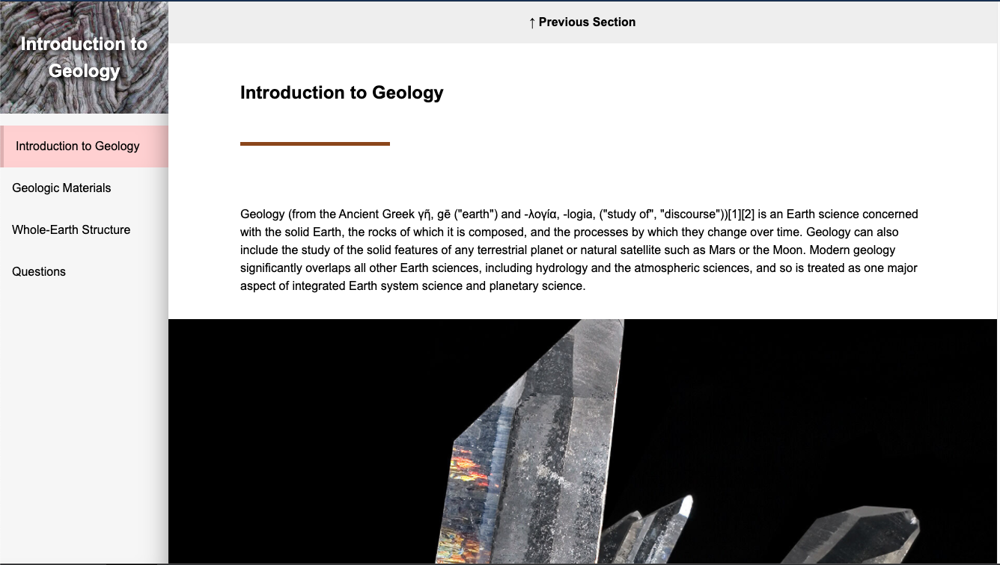 Introduction to
Geology
Introduction to Geology
Geologic Materials
Whole-Earth Structure
Questions
↑ Previous Section
Introduction to Geology
Geology (from the Ancient Greek γῆ, gē ("earth") and -λoγία, -logia, ("study of", "discourse"))[1][2] is an Earth science concerned
with the solid Earth, the rocks of which it is composed, and the processes by which they change over time. Geology can also
include the study of the solid features of any terrestrial planet or natural satellite such as Mars or the Moon. Modern geology
significantly overlaps all other Earth sciences, including hydrology and the atmospheric sciences, and so is treated as one major
aspect of integrated Earth system science and planetary science.